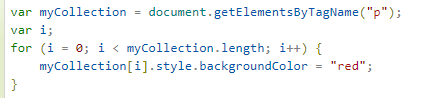 var myCollection = document.getElementsByTagName("p");
var i;
for (i = 0; i < myCollection.length; i++) {
    myCollection[i].style.backgroundColor = "red";
}